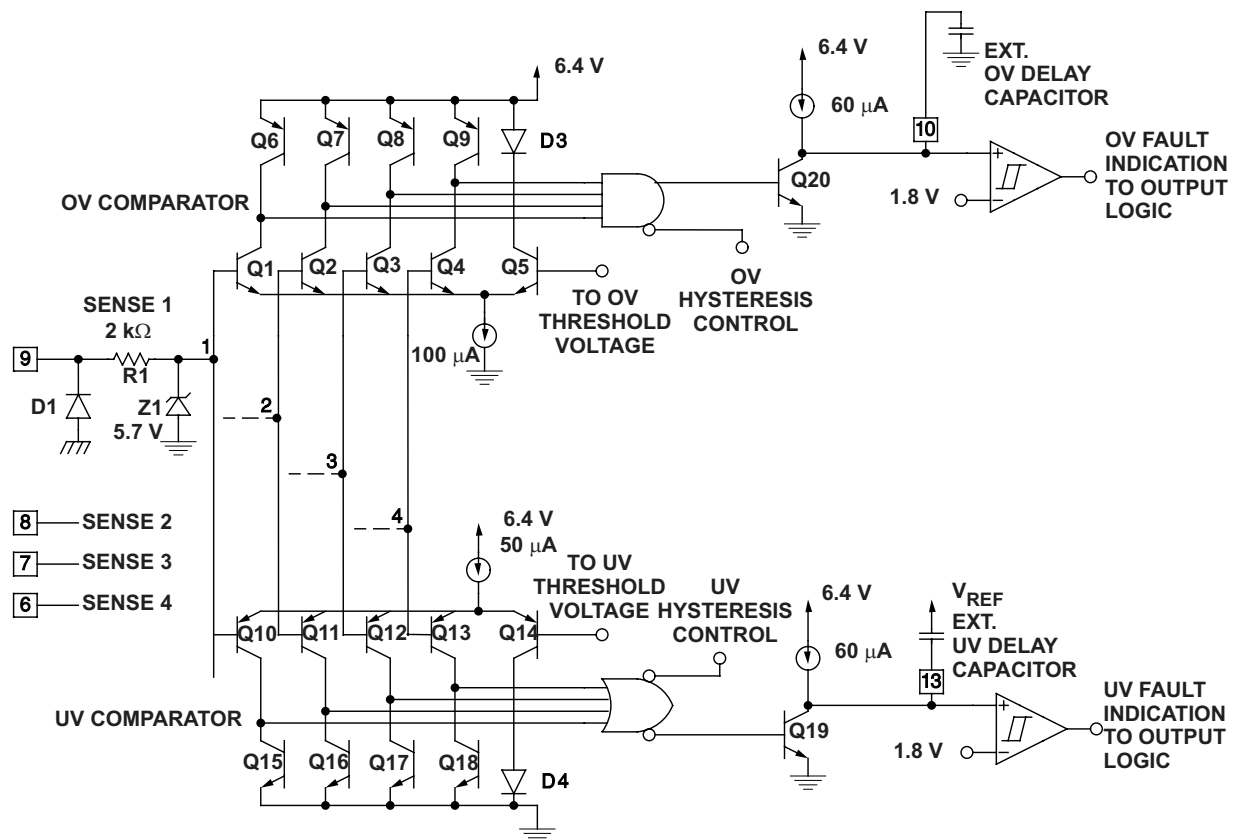 6.4 V
Q6
Q7
Q8
Q9
D3
OV COMPARATOR
Q1
Q2
Q3
Q4
Q5
6.4 V
60 µA
EXT.
OV DELAY
CAPACITOR
10
Q20
1.8 V
+
−
OV FAULT
INDICATION
TO OUTPUT
LOGIC
OV
HYSTERESIS
CONTROL
TO OV
THRESHOLD
VOLTAGE
100 µA
SENSE 1
2 kΩ
R1
9
D1
Z1
5.7 V
1
2
3
4
8
SENSE 2
7
SENSE 3
6
SENSE 4
6.4 V
50 µA
TO UV
THRESHOLD
VOLTAGE
UV
HYSTERESIS
CONTROL
Q10
Q11
Q12
Q13
Q14
UV COMPARATOR
Q15
Q16
Q17
Q18
D4
6.4 V
60 µA
VREF
EXT.
UV DELAY
CAPACITOR
13
Q19
1.8 V
+
−
UV FAULT
INDICATION
TO OUTPUT
LOGIC